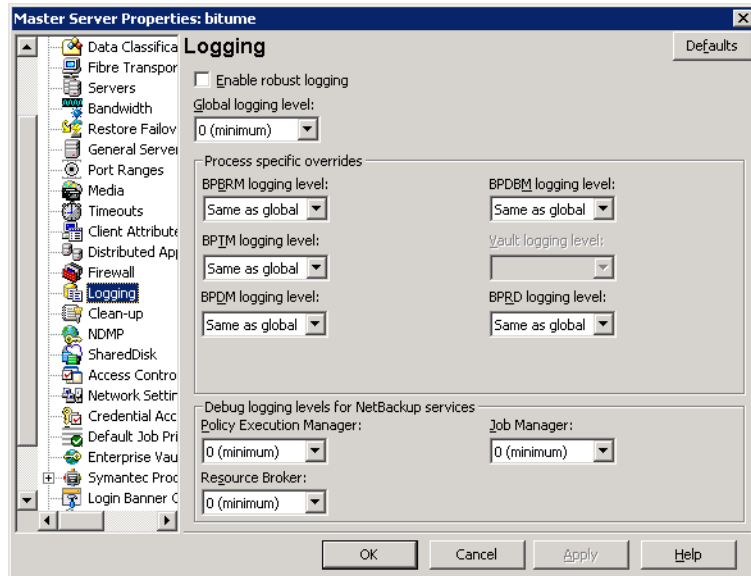 Master Server Properties: bitume
Data Classifica
Fibre Transpor
Servers
Bandwidth
Restore Failov
General Server
Port Ranges
Media
Timeouts
Client Attribute
Distributed App
Firewall
Logging
Clean-up
NDMP
SharedDisk
Access Contro
Network Settin
Credential Acc
Default Job Pri
Enterprise Vau
Symantec Proc
Login Banner C
Logging
Defaults
Enable robust logging
Global logging level:
0 (minimum)
Process specific overrides
BPBRM logging level:
BPDBM logging level:
Same as global
Same as global
BPTM logging level:
Vault logging level:
Same as global
BPDM logging level:
BPRD logging level:
Same as global
Same as global
Debug logging levels for NetBackup services
Policy Execution Manager:
Job Manager:
0 (minimum)
0 (minimum)
Resource Broker:
0 (minimum)
OK
Cancel
Apply
Help